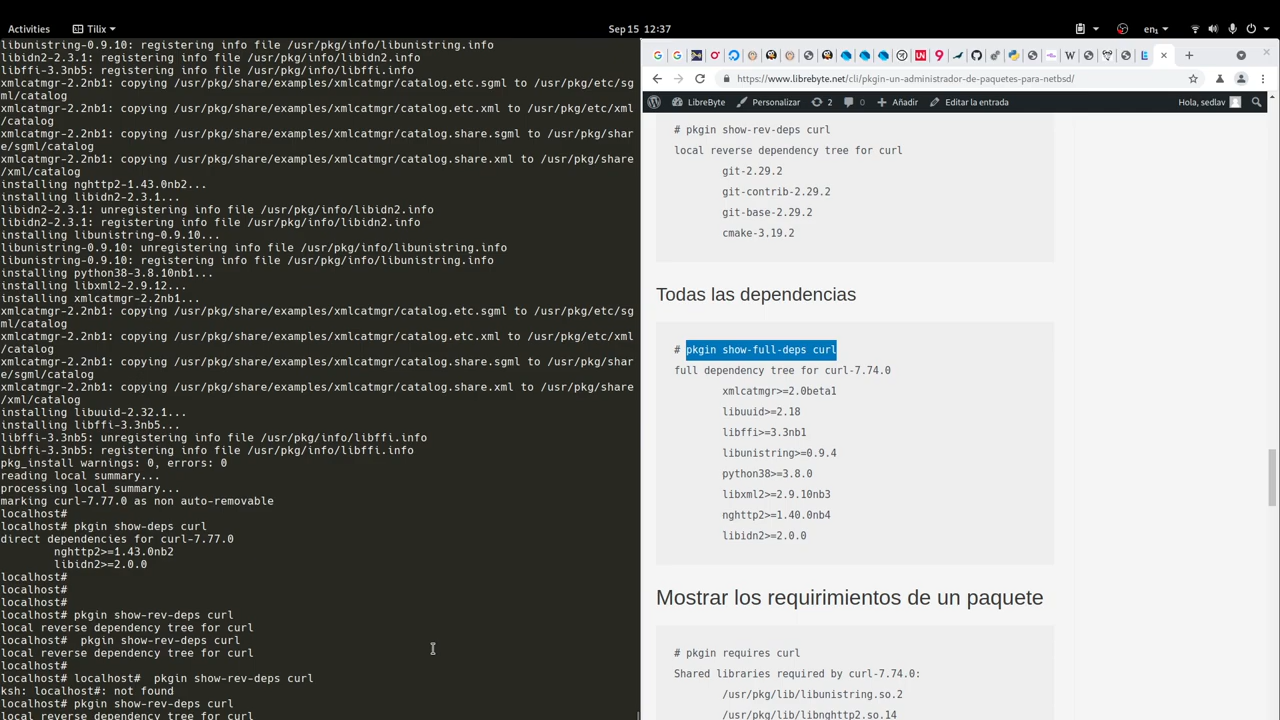 Activities
Tilix
Sep 15 12:37
en₁
libunistring-0.9.10: registering info file /usr/pkg/info/libunistring.info
libidn2-2.3.1: registering info file /usr/pkg/info/libidn2.info
libffi-3.3nb5: registering info file /usr/pkg/info/libffi.info
xmlcatmgr-2.2nb1: copying /usr/pkg/share/examples/xmlcatmgr/catalog.etc.sgml to /usr/pkg/etc/sg
ml/catalog
xmlcatmgr-2.2nb1: copying /usr/pkg/share/examples/xmlcatmgr/catalog.etc.xml to /usr/pkg/etc/xml
/catalog
xmlcatmgr-2.2nb1: copying /usr/pkg/share/examples/xmlcatmgr/catalog.share.sgml to /usr/pkg/shar
e/sgml/catalog
xmlcatmgr-2.2nb1: copying /usr/pkg/share/examples/xmlcatmgr/catalog.share.xml to /usr/pkg/share
/xml/catalog
installing nghttp2-1.43.0nb2...
installing libidn2-2.3.1...
libidn2-2.3.1: unregistering info file /usr/pkg/info/libidn2.info
libidn2-2.3.1: registering info file /usr/pkg/info/libidn2.info
installing libunistring-0.9.10...
libunistring-0.9.10: unregistering info file /usr/pkg/info/libunistring.info
libunistring-0.9.10: registering info file /usr/pkg/info/libunistring.info
installing python38-3.8.10nb1...
installing libxml2-2.9.12...
installing xmlcatmgr-2.2nb1...
xmlcatmgr-2.2nb1: copying /usr/pkg/share/examples/xmlcatmgr/catalog.etc.sgml to /usr/pkg/etc/sg
ml/catalog
xmlcatmgr-2.2nb1: copying /usr/pkg/share/examples/xmlcatmgr/catalog.etc.xml to /usr/pkg/etc/xml
/catalog
xmlcatmgr-2.2nb1: copying /usr/pkg/share/examples/xmlcatmgr/catalog.share.sgml to /usr/pkg/shar
e/sgml/catalog
xmlcatmgr-2.2nb1: copying /usr/pkg/share/examples/xmlcatmgr/catalog.share.xml to /usr/pkg/share
/xml/catalog
installing libuuid-2.32.1...
installing libffi-3.3nb5...
libffi-3.3nb5: unregistering info file /usr/pkg/info/libffi.info
libffi-3.3nb5: registering info file /usr/pkg/info/libffi.info
pkg_install warnings: 0, errors: 0
reading local summary...
processing local summary...
marking curl-7.77.0 as non auto-removable
localhost#
localhost# pkgin show-deps curl
direct dependencies for curl-7.77.0
nghttp2>=1.43.0nb2
libidn2>=2.0.0
localhost#
localhost#
localhost#
localhost# pkgin show-rev-deps curl
local reverse dependency tree for curl
localhost#  pkgin show-rev-deps curl
local reverse dependency tree for curl
localhost#
localhost# localhost#  pkgin show-rev-deps curl
ksh: localhost#: not found
localhost# pkgin show-rev-deps curl
local reverse dependency tree for curl
https://www.librebyte.net/cli/pkgin-un-administrador-de-paquetes-para-netbsd/
LibreByte
Personalizar
2
0
Añadir
Editar la entrada
Hola, sedlav
# pkgin show-rev-deps curl
local reverse dependency tree for curl
git-2.29.2
git-contrib-2.29.2
git-base-2.29.2
cmake-3.19.2
Todas las dependencias
# pkgin show-full-deps curl
full dependency tree for curl-7.74.0
xmlcatmgr>=2.0beta1
libuuid>=2.18
libffi>=3.3nb1
libunistring>=0.9.4
python38>=3.8.0
libxml2>=2.9.10nb3
nghttp2>=1.40.0nb4
libidn2>=2.0.0
Mostrar los requirimientos de un paquete
# pkgin requires curl
Shared libraries required by curl-7.74.0:
/usr/pkg/lib/libunistring.so.2
/usr/pkg/lib/libnghttp2.so.14